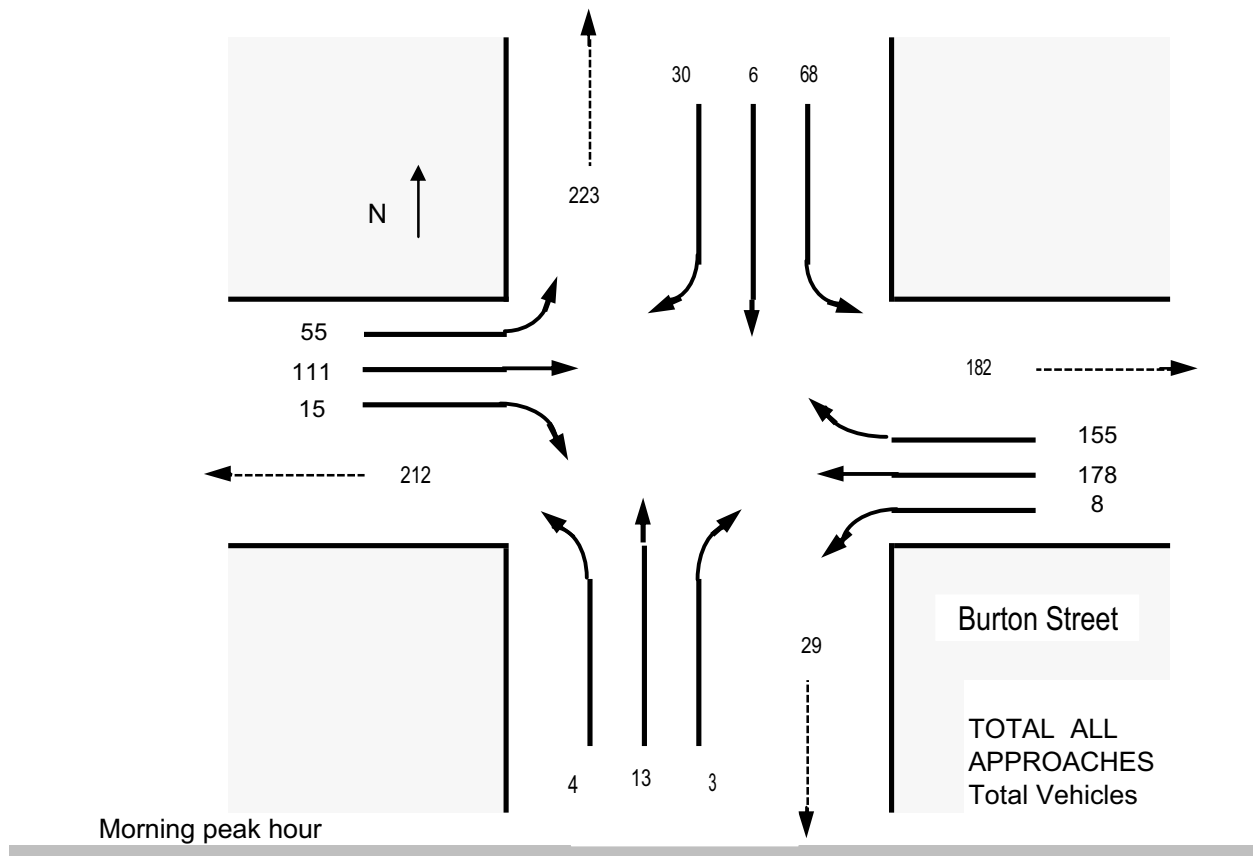 30 6 68
223
N
55
111
15
182
155
178
8
212
Burton Street
29
TOTAL ALL
APPROACHES
Total Vehicles
4 13 3
Morning peak hour